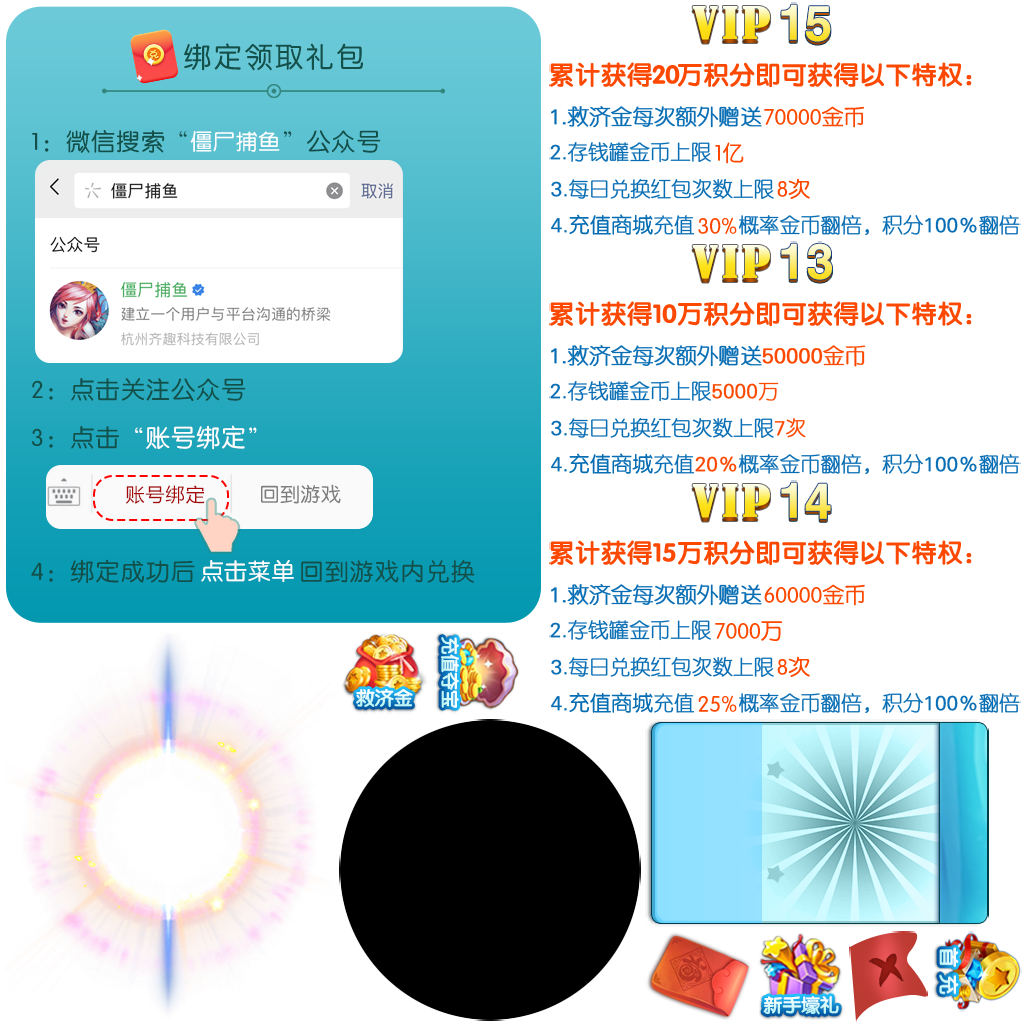 绑定领取礼包
1：微信搜索“僵尸捕鱼”公众号
僵尸捕鱼
取消
公众号
僵尸捕鱼
建立一个用户与平台沟通的桥梁
杭州齐趣科技有限公司
2：点击关注公众号
3：点击“账号绑定”
账号绑定
回到游戏
4：绑定成功后 点击菜单 回到游戏内兑换
VIP 15
累计获得20万积分即可获得以下特权：
1.救济金每次额外赠送70000金币
2.存钱罐金币上限1亿
3.每日兑换红包次数上限8次
4.充值商城充值30%概率金币翻倍，积分100%翻倍
VIP 13
累计获得10万积分即可获得以下特权：
1.救济金每次额外赠送50000金币
2.存钱罐金币上限5000万
3.每日兑换红包次数上限7次
4.充值商城充值20%概率金币翻倍，积分100%翻倍
VIP 14
累计获得15万积分即可获得以下特权：
1.救济金每次额外赠送60000金币
2.存钱罐金币上限7000万
3.每日兑换红包次数上限8次
4.充值商城充值25%概率金币翻倍，积分100%翻倍
救济金
充值夺宝
新手壕礼
首充